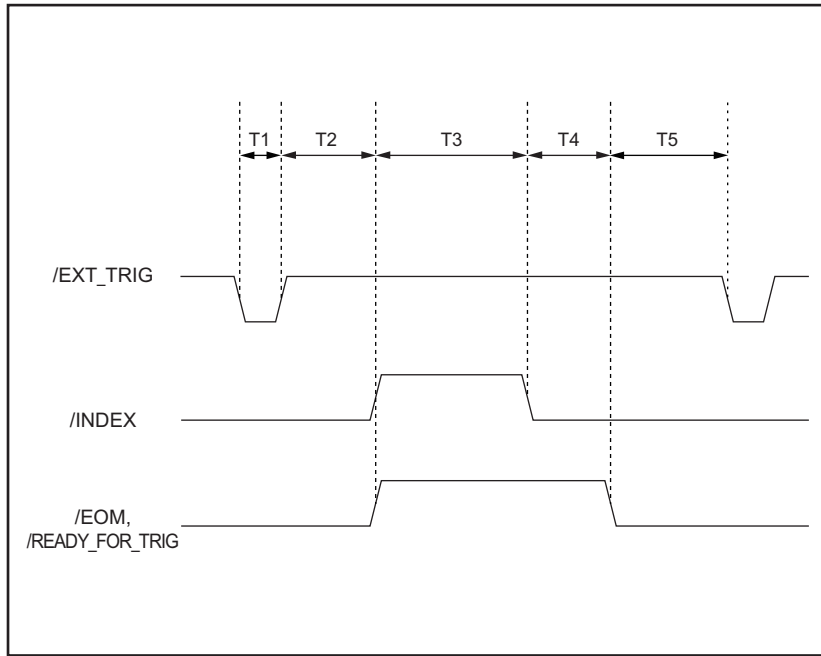 T1 T2 T3 T4 T5
/EXT_TRIG
/INDEX
/EOM,
/READY_FOR_TRIG